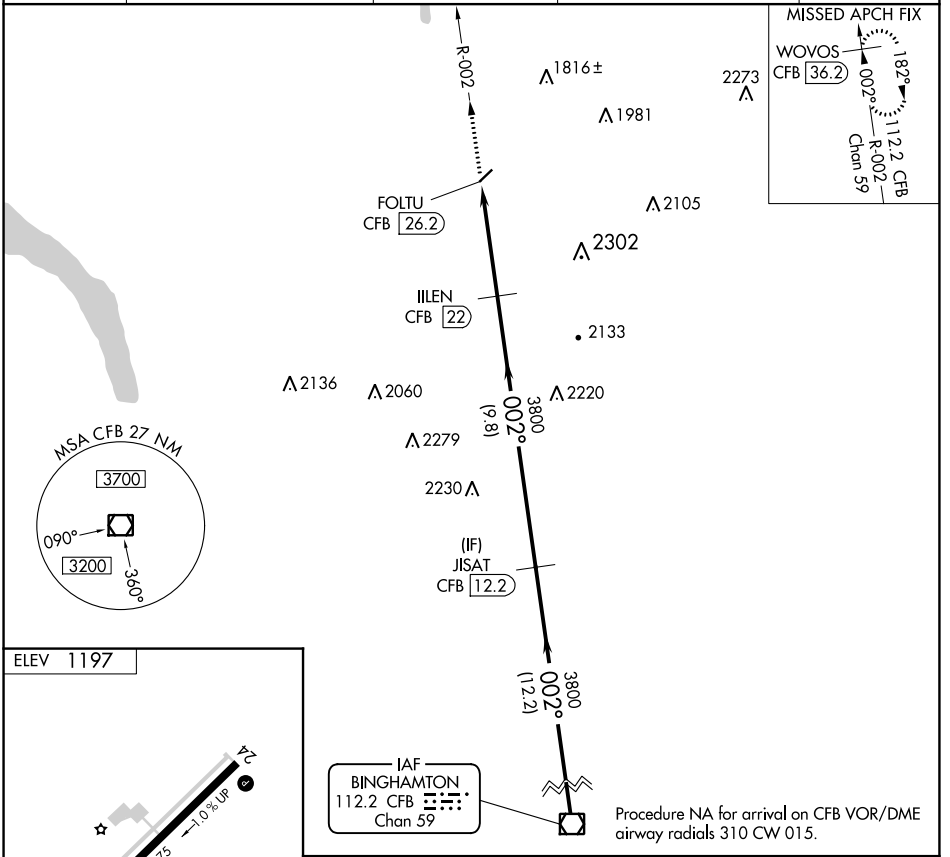 MISSED APCH FIX
WOVOS
CFB 36.2
182°
002°
112.2 CFB
R-002
Chan 59
R-002
1816±
1981
2273
FOLTU
CFB 26.2
2105
2302
IILEN
CFB 22
2133
2136
2060
2220
3800
002°
(9.8)
2279
2230
MSA CFB 27 NM
3700
090°
3200
360°
(IF)
JISAT
CFB 12.2
3800
002°
(12.2)
ELEV 1197
24
P
1.0% UP
75
IAF
BINGHAMTON
112.2 CFB
Chan 59
Procedure NA for arrival on CFB VOR/DME
airway radials 310 CW 015.